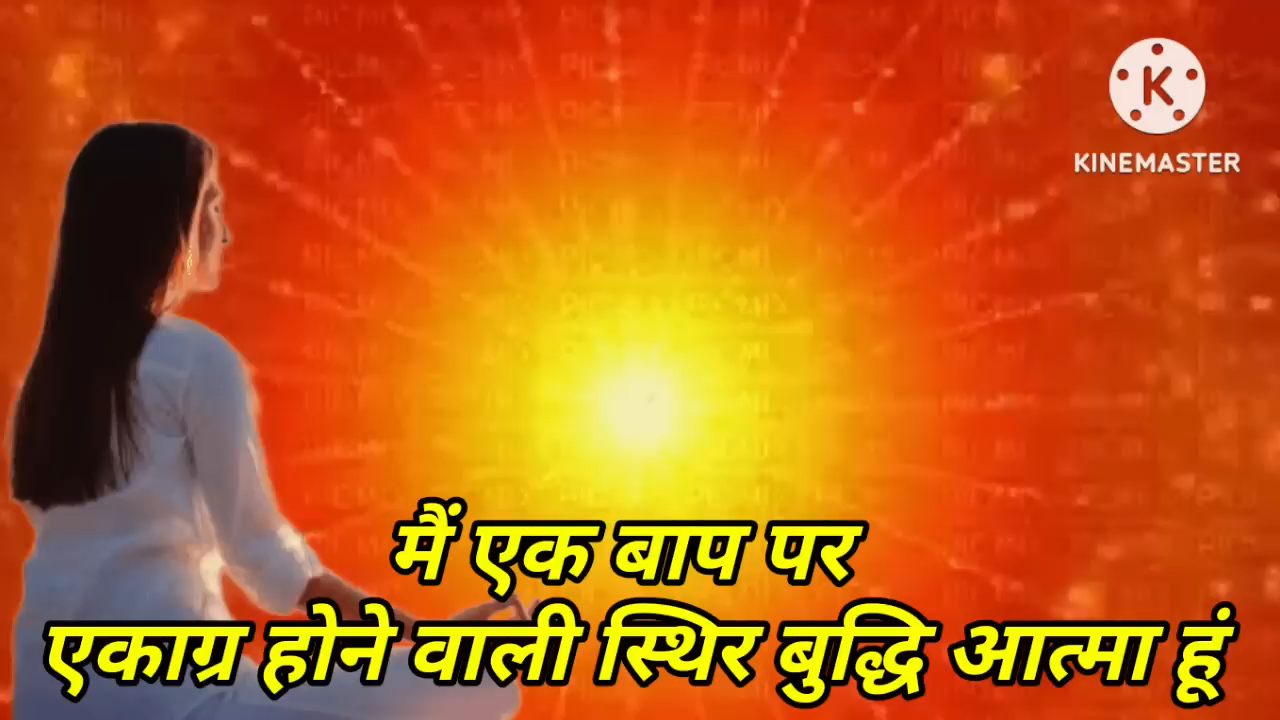 KINEMASTER
मैं एक बाप पर
एकाग्र होने वाली स्थिर बुद्धि आत्मा हूं